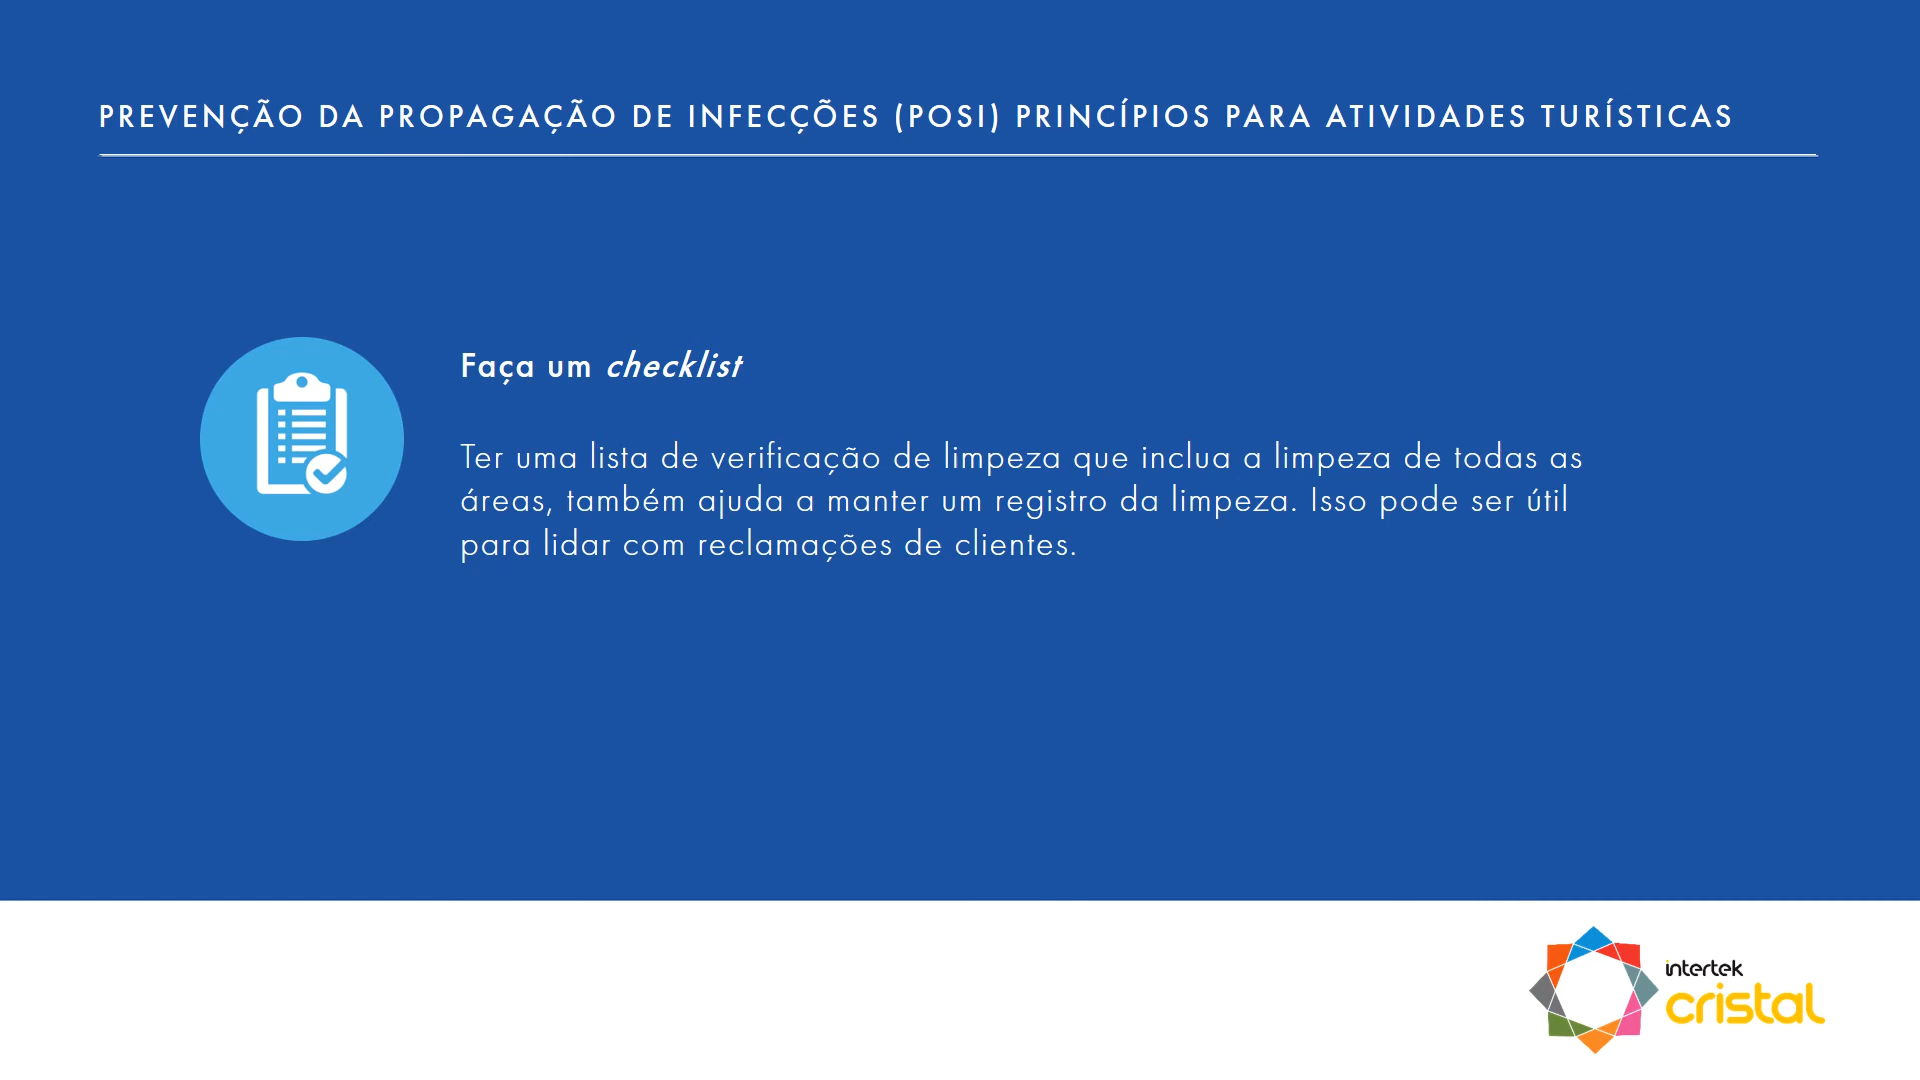 PREVENÇÃO DA PROPAGAÇÃO DE INFECÇÕES (POSI) PRINCÍPIOS PARA ATIVIDADES TURÍSTICAS
Faça um checklist
Ter uma lista de verificação de limpeza que inclua a limpeza de todas as
áreas, também ajuda a manter um registro da limpeza. Isso pode ser útil
para lidar com reclamações de clientes.
intertek
cristal